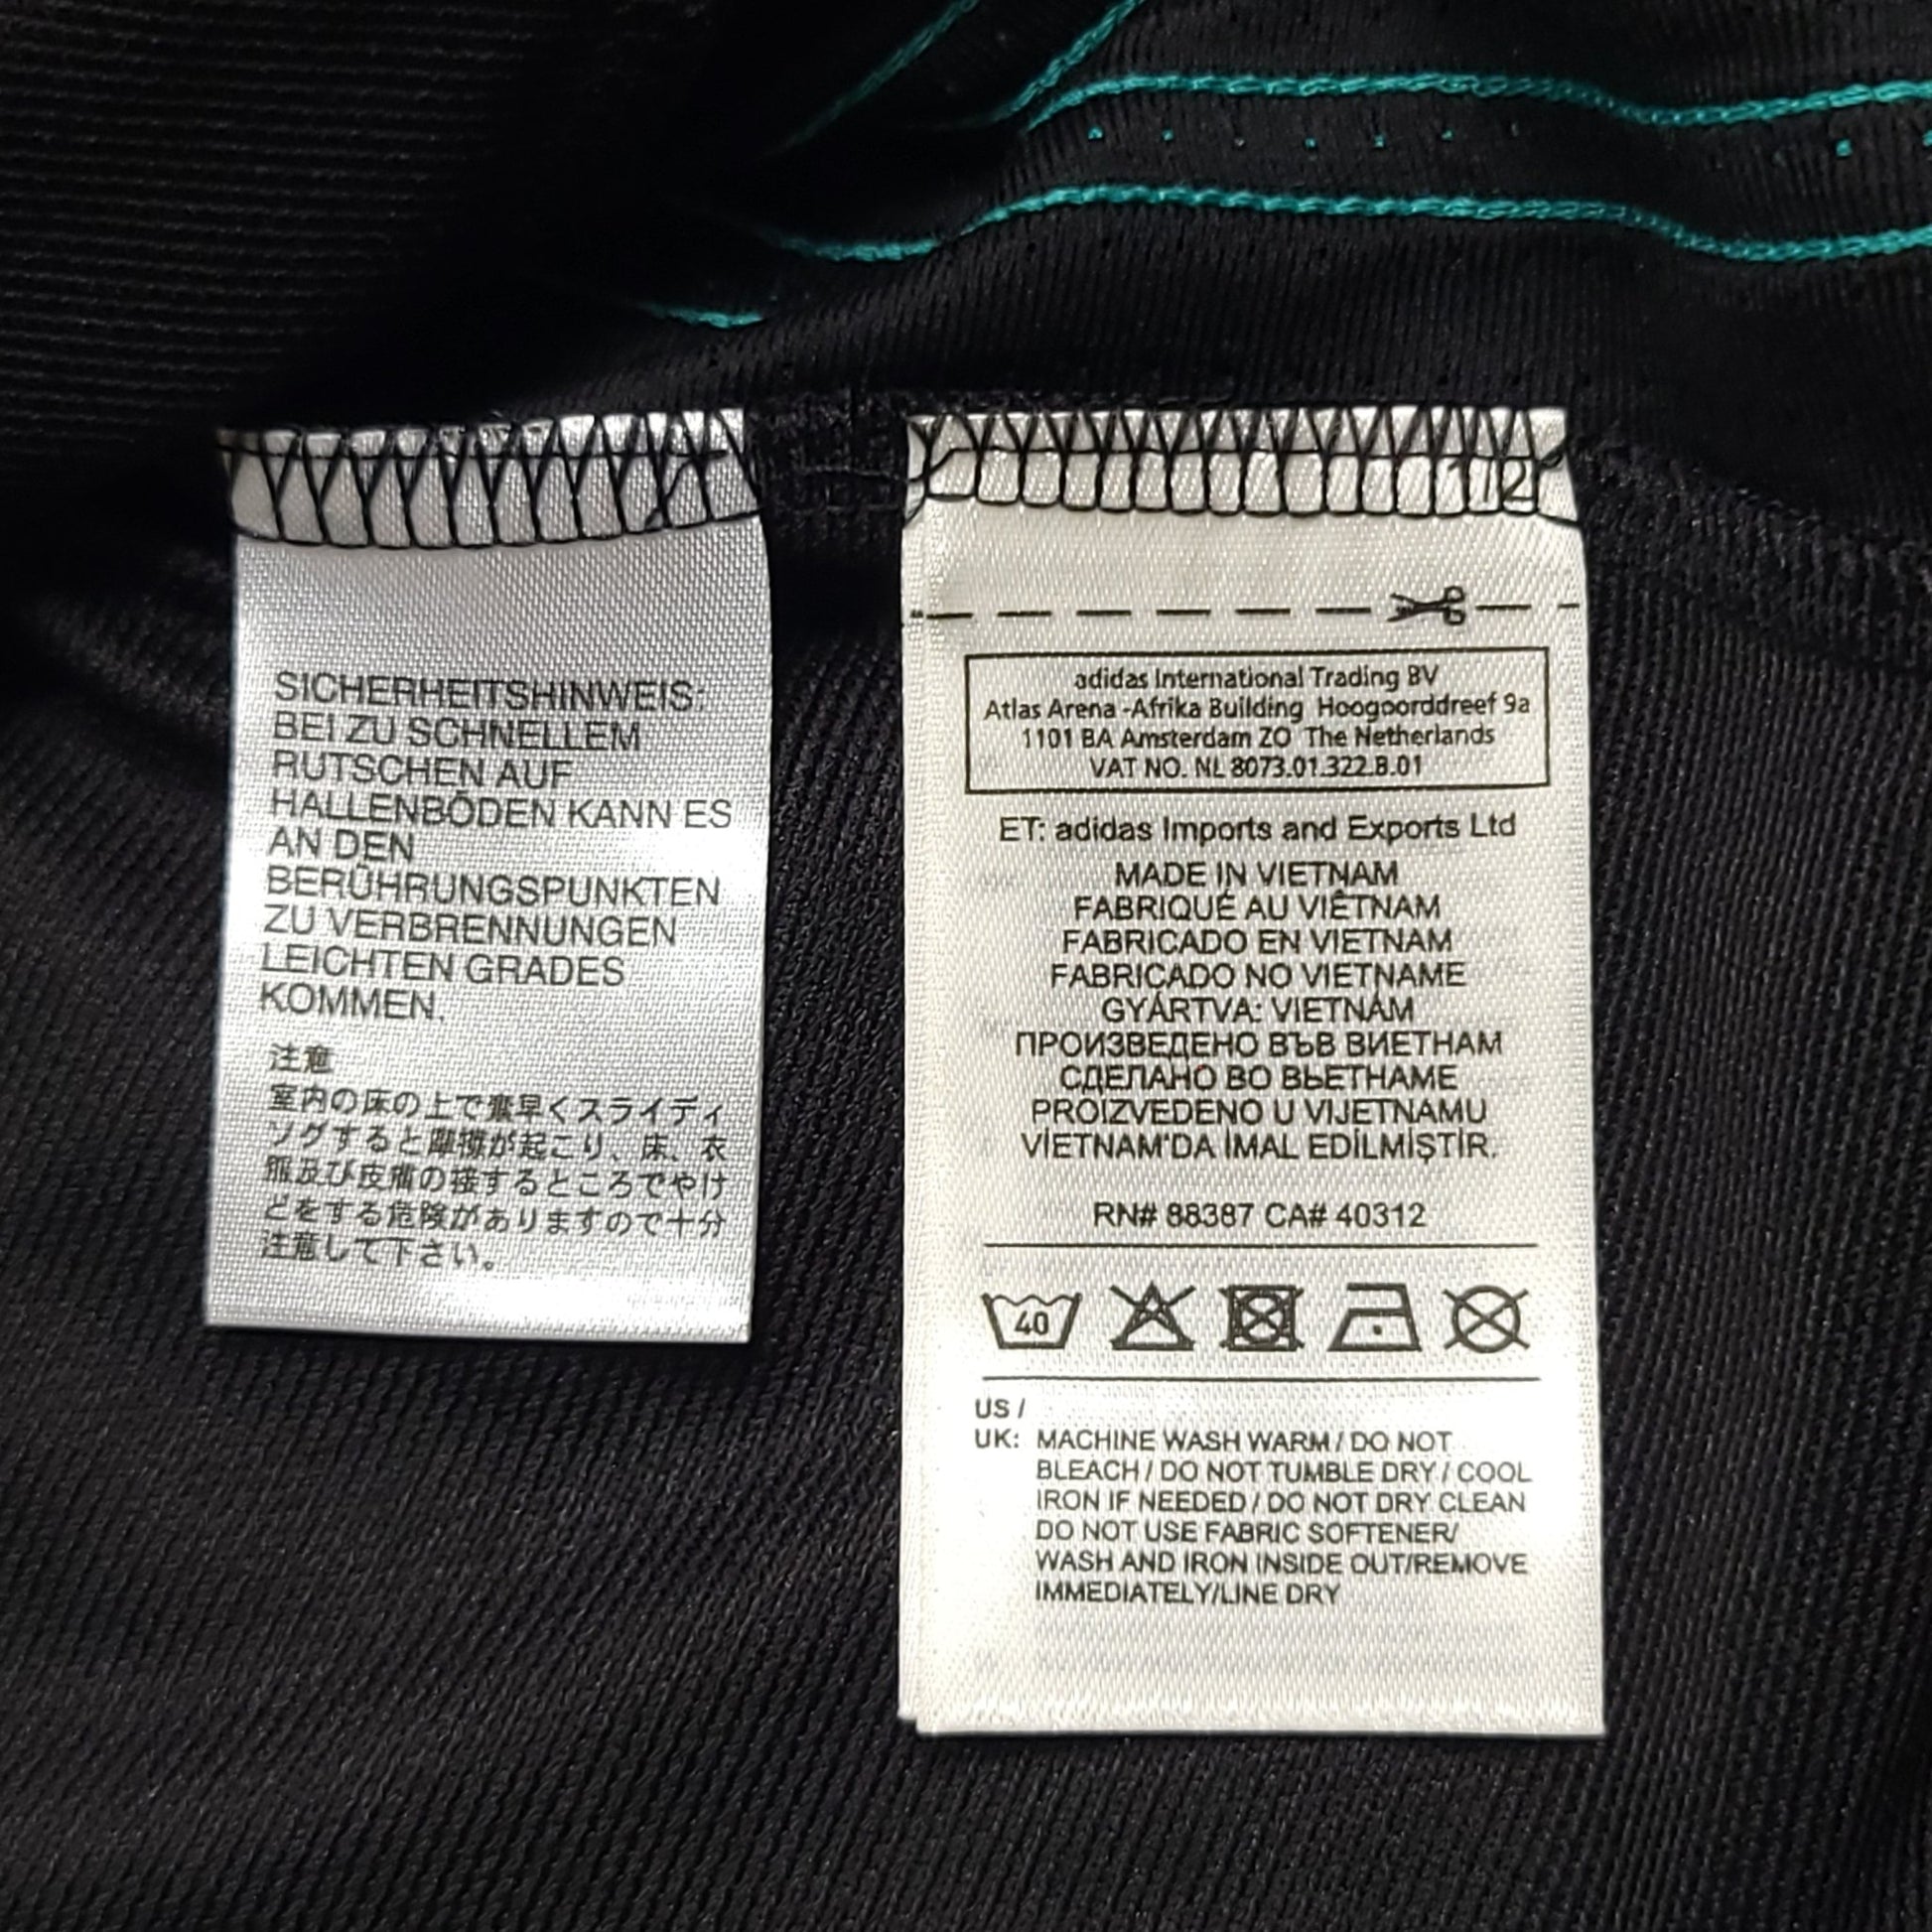 SICHERHEITSHINWEIS:
BEI ZU SCHNELLEM
RUTSCHEN AUF
HALLENBÖDEN KANN ES
AN DEN
BERÜHRUNGSPUNKTEN
ZU VERBRENNUNGEN
LEICHTEN GRADES
KOMMEN.
注意
室内の床の上で素早くスライディ
ングすると摩擦が起こり、床、衣
服及び皮膚の接するところでやけ
どをする危険がありますので十分
注意して下さい。
1/2
adidas International Trading BV
Atlas Arena -Afrika Building Hoogoorddreef 9a
1101 BA Amsterdam ZO The Netherlands
VAT NO. NL 8073.01.322.B.01
ET: adidas Imports and Exports Ltd
MADE IN VIETNAM
FABRIQUÉ AU VIÊTNAM
FABRICADO EN VIETNAM
FABRICADO NO VIETNAME
GYÁRTVA: VIETNÁM
ПРОИЗВЕДЕНО ВЪВ ВИЕТНАМ
СДЕЛАНО ВО ВЬЕТНАМЕ
PROIZVEDENO U VIJETNAMU
VİETNAM'DA İMAL EDİLMİŞTİR.
RN# 88387 CA# 40312
40
US /
UK: MACHINE WASH WARM / DO NOT
BLEACH / DO NOT TUMBLE DRY / COOL
IRON IF NEEDED / DO NOT DRY CLEAN
DO NOT USE FABRIC SOFTENER/
WASH AND IRON INSIDE OUT/REMOVE
IMMEDIATELY/LINE DRY